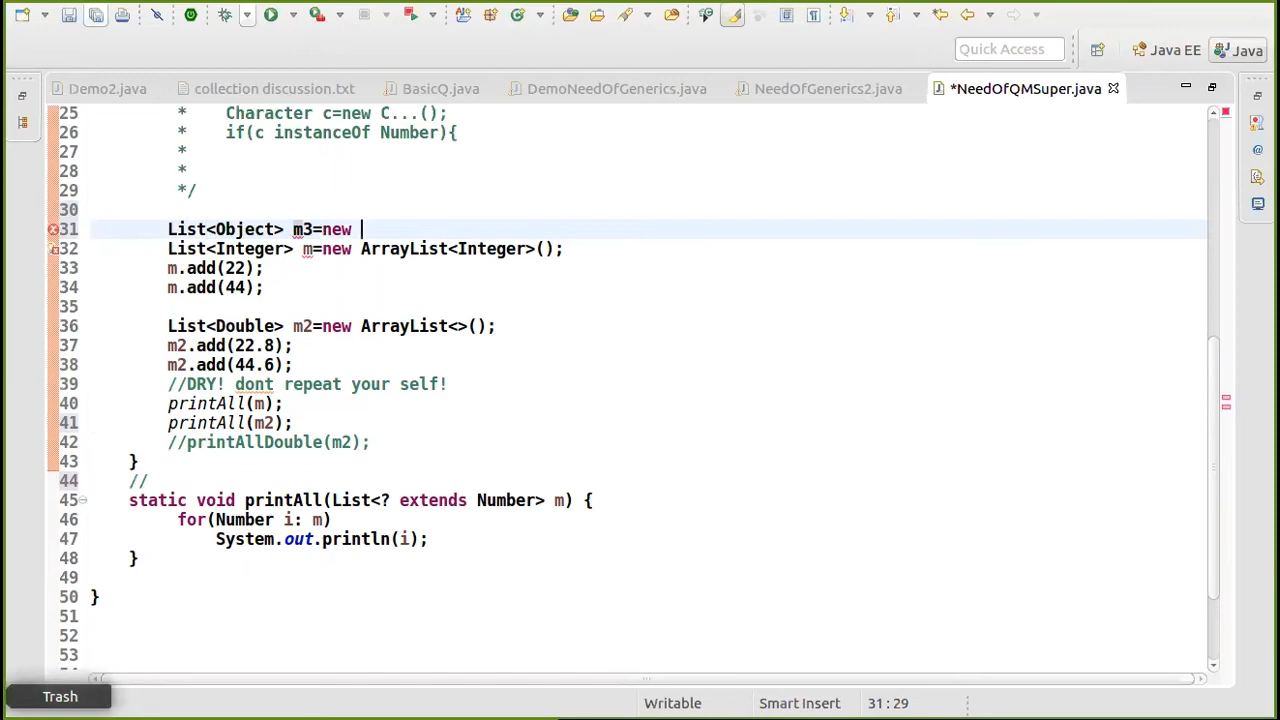 Quick Access
Java EE
Java
Demo2.java
collection discussion.txt
BasicQ.java
DemoNeedOfGenerics.java
NeedOfGenerics2.java
*NeedOfQMSuper.java
25 * Character c=new C...();
26 * if(c instanceOf Number){
27 *
28 *
29 */
30
31 List<Object> m3=new
32 List<Integer> m=new ArrayList<Integer>();
33 m.add(22);
34 m.add(44);
35
36 List<Double> m2=new ArrayList<>();
37 m2.add(22.8);
38 m2.add(44.6);
39 //DRY! dont repeat your self!
40 printAll(m);
41 printAll(m2);
42 //printAllDouble(m2);
43 }
44 //
45 static void printAll(List<? extends Number> m) {
46 for(Number i: m)
47 System.out.println(i);
48 }
49
50 }
51
52
53
Trash
Writable
Smart Insert
31 : 29